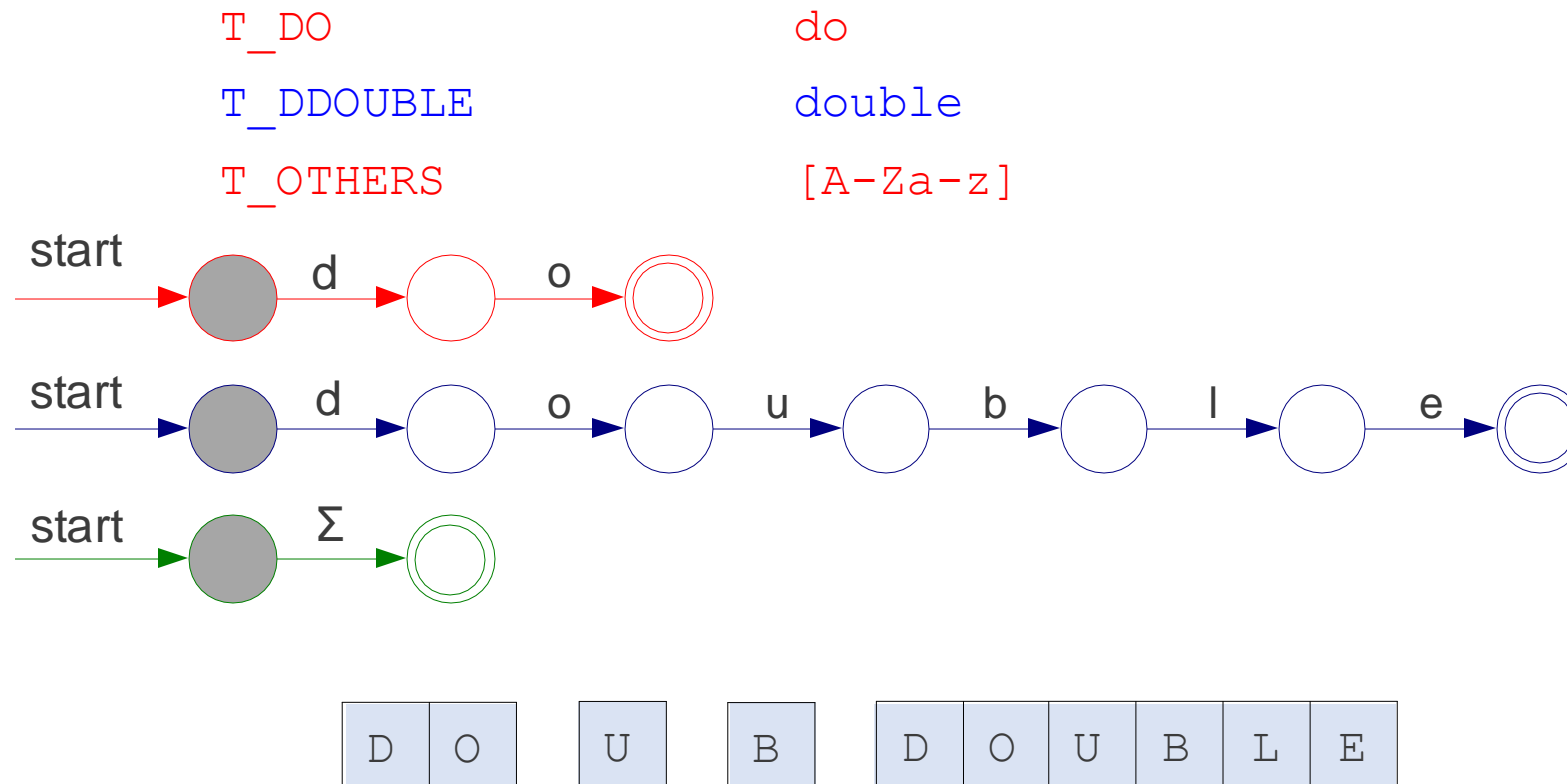 T_DO do
T_DDOUBLE double
T_OTHERS [A-Za-z]
start d o
start d o u b l e
start Σ
D O U B D O U B L E